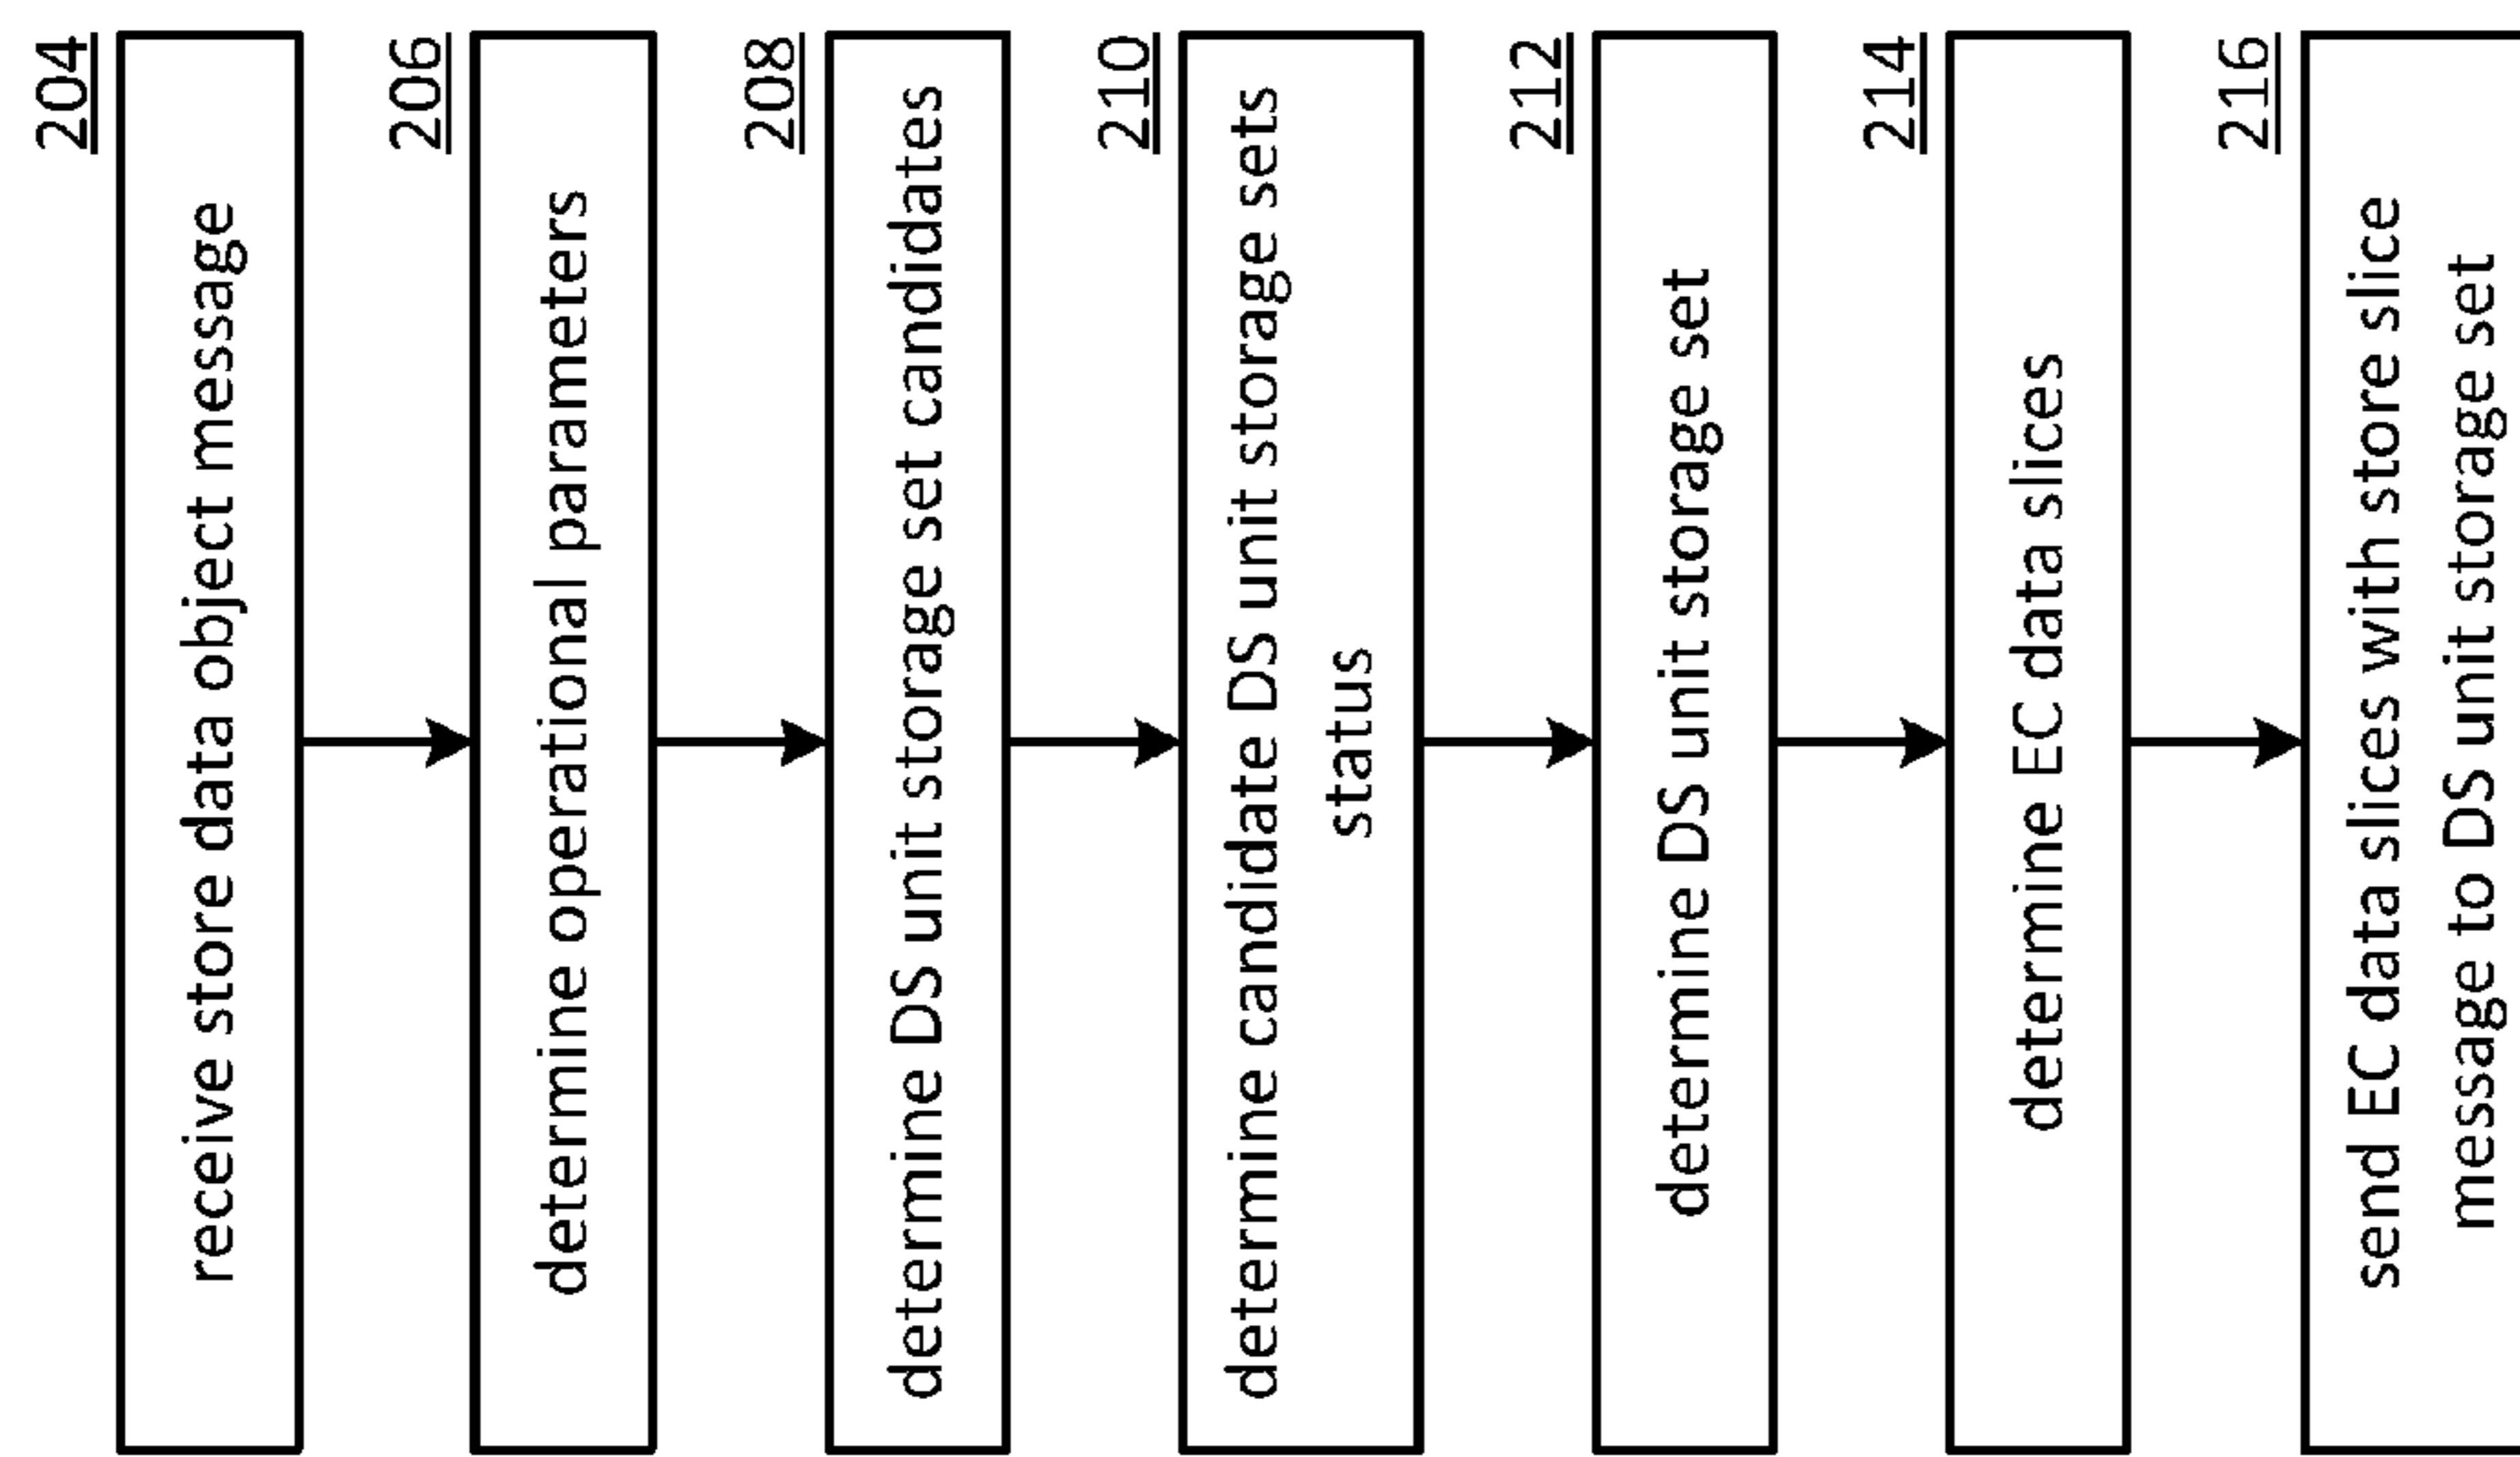 204
receive store data object message
206
determine operational parameters
208
determine DS unit storage set candidates
210
determine candidate DS unit storage sets
status
212
determine DS unit storage set
214
determine EC data slices
216
send EC data slices with store slice
message to DS unit storage set